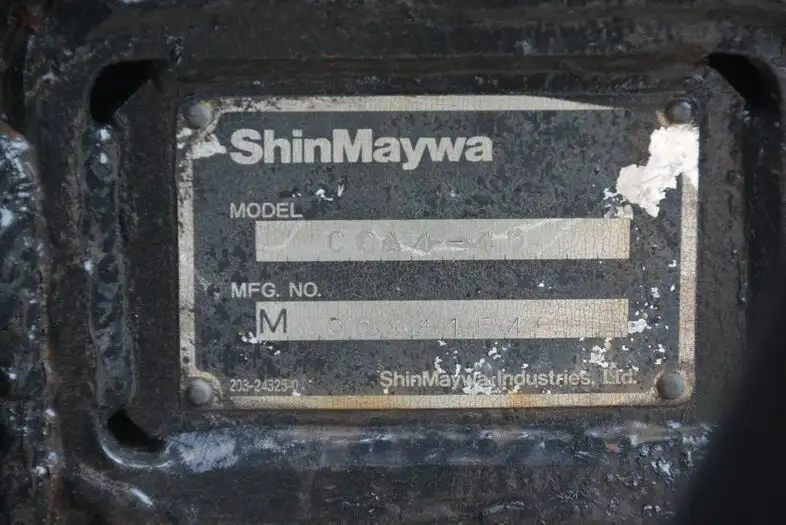 ShinMaywa
MODEL
MFG. NO.
M
203-24323-0
ShinMaywa Industries, Ltd.